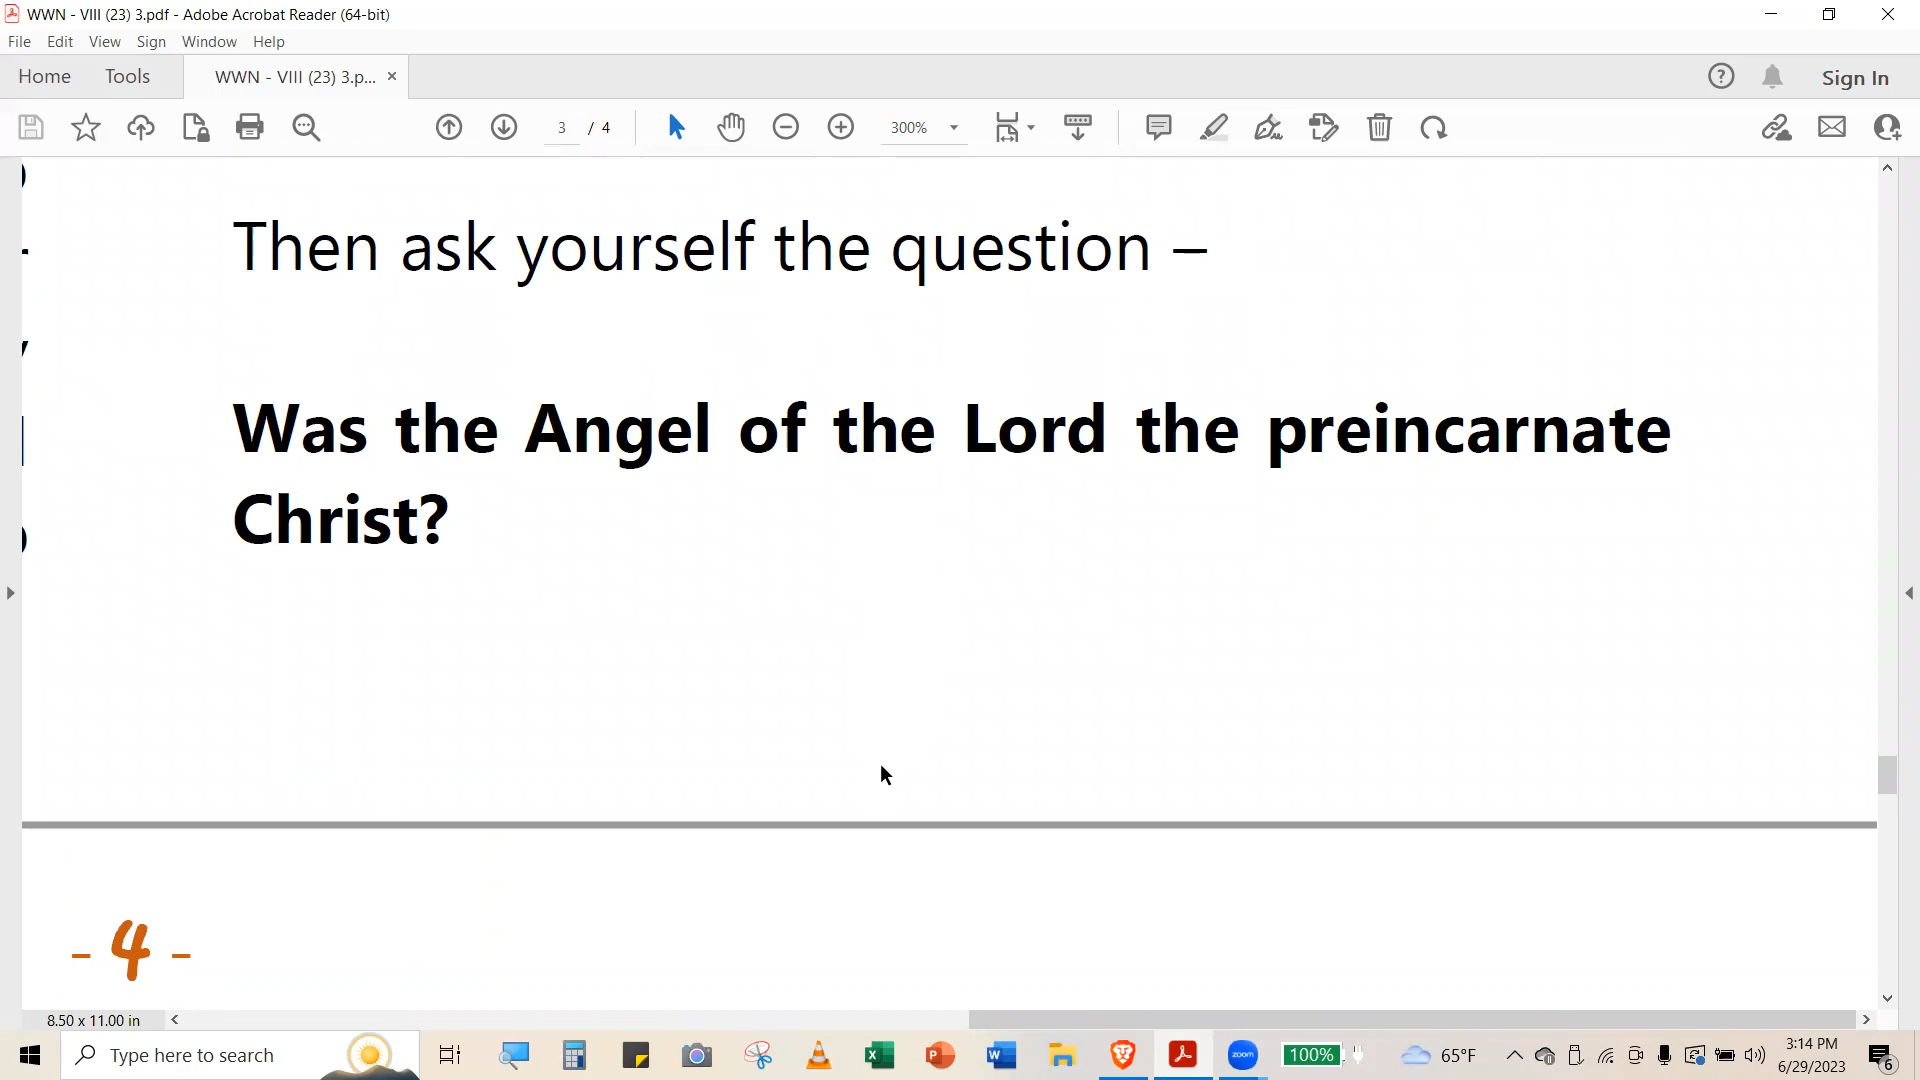 WWN - VIII (23) 3.pdf - Adobe Acrobat Reader (64-bit)
File Edit View Sign Window Help
Home Tools WWN - VIII (23) 3.p... × Sign In
3 / 4 300%
Then ask yourself the question –
Was the Angel of the Lord the preincarnate
Christ?
- 4 -
8.50 x 11.00 in
Type here to search zoom 100% 65°F 3:14 PM
6/29/2023 6